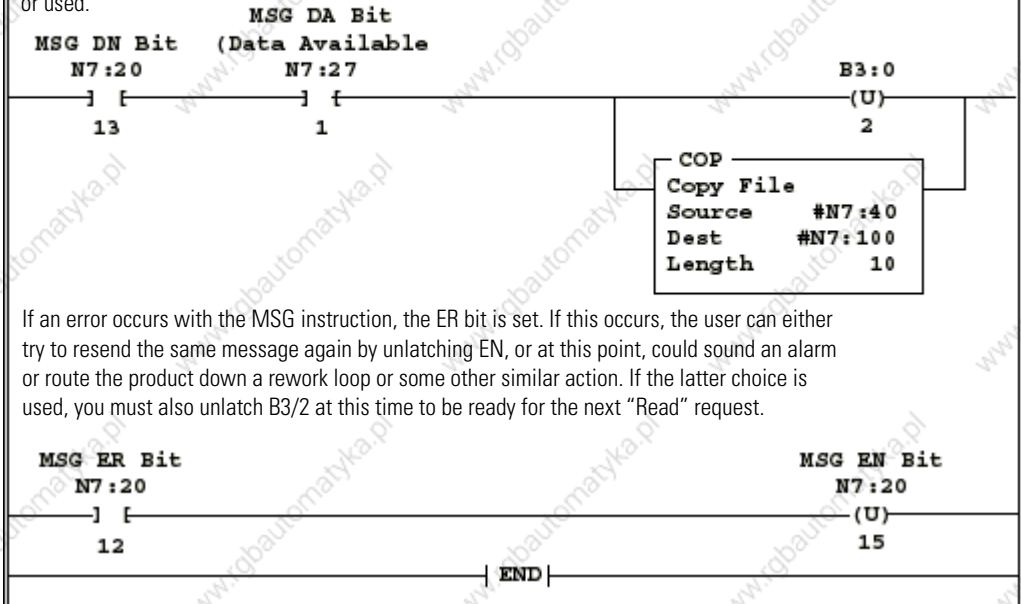 or used.
MSG DA Bit
MSG DN Bit (Data Available
N7:20 N7:27 B3:0
] [ ] [ (U)
13 1 2
COP
Copy File
Source #N7:40
Dest #N7:100
Length 10
If an error occurs with the MSG instruction, the ER bit is set. If this occurs, the user can either
try to resend the same message again by unlatching EN, or at this point, could sound an alarm
or route the product down a rework loop or some other similar action. If the latter choice is
used, you must also unlatch B3/2 at this time to be ready for the next “Read” request.
MSG ER Bit MSG EN Bit
N7:20 N7:20
] [ (U)
12 15
END
www.rgbautomatyka.pl